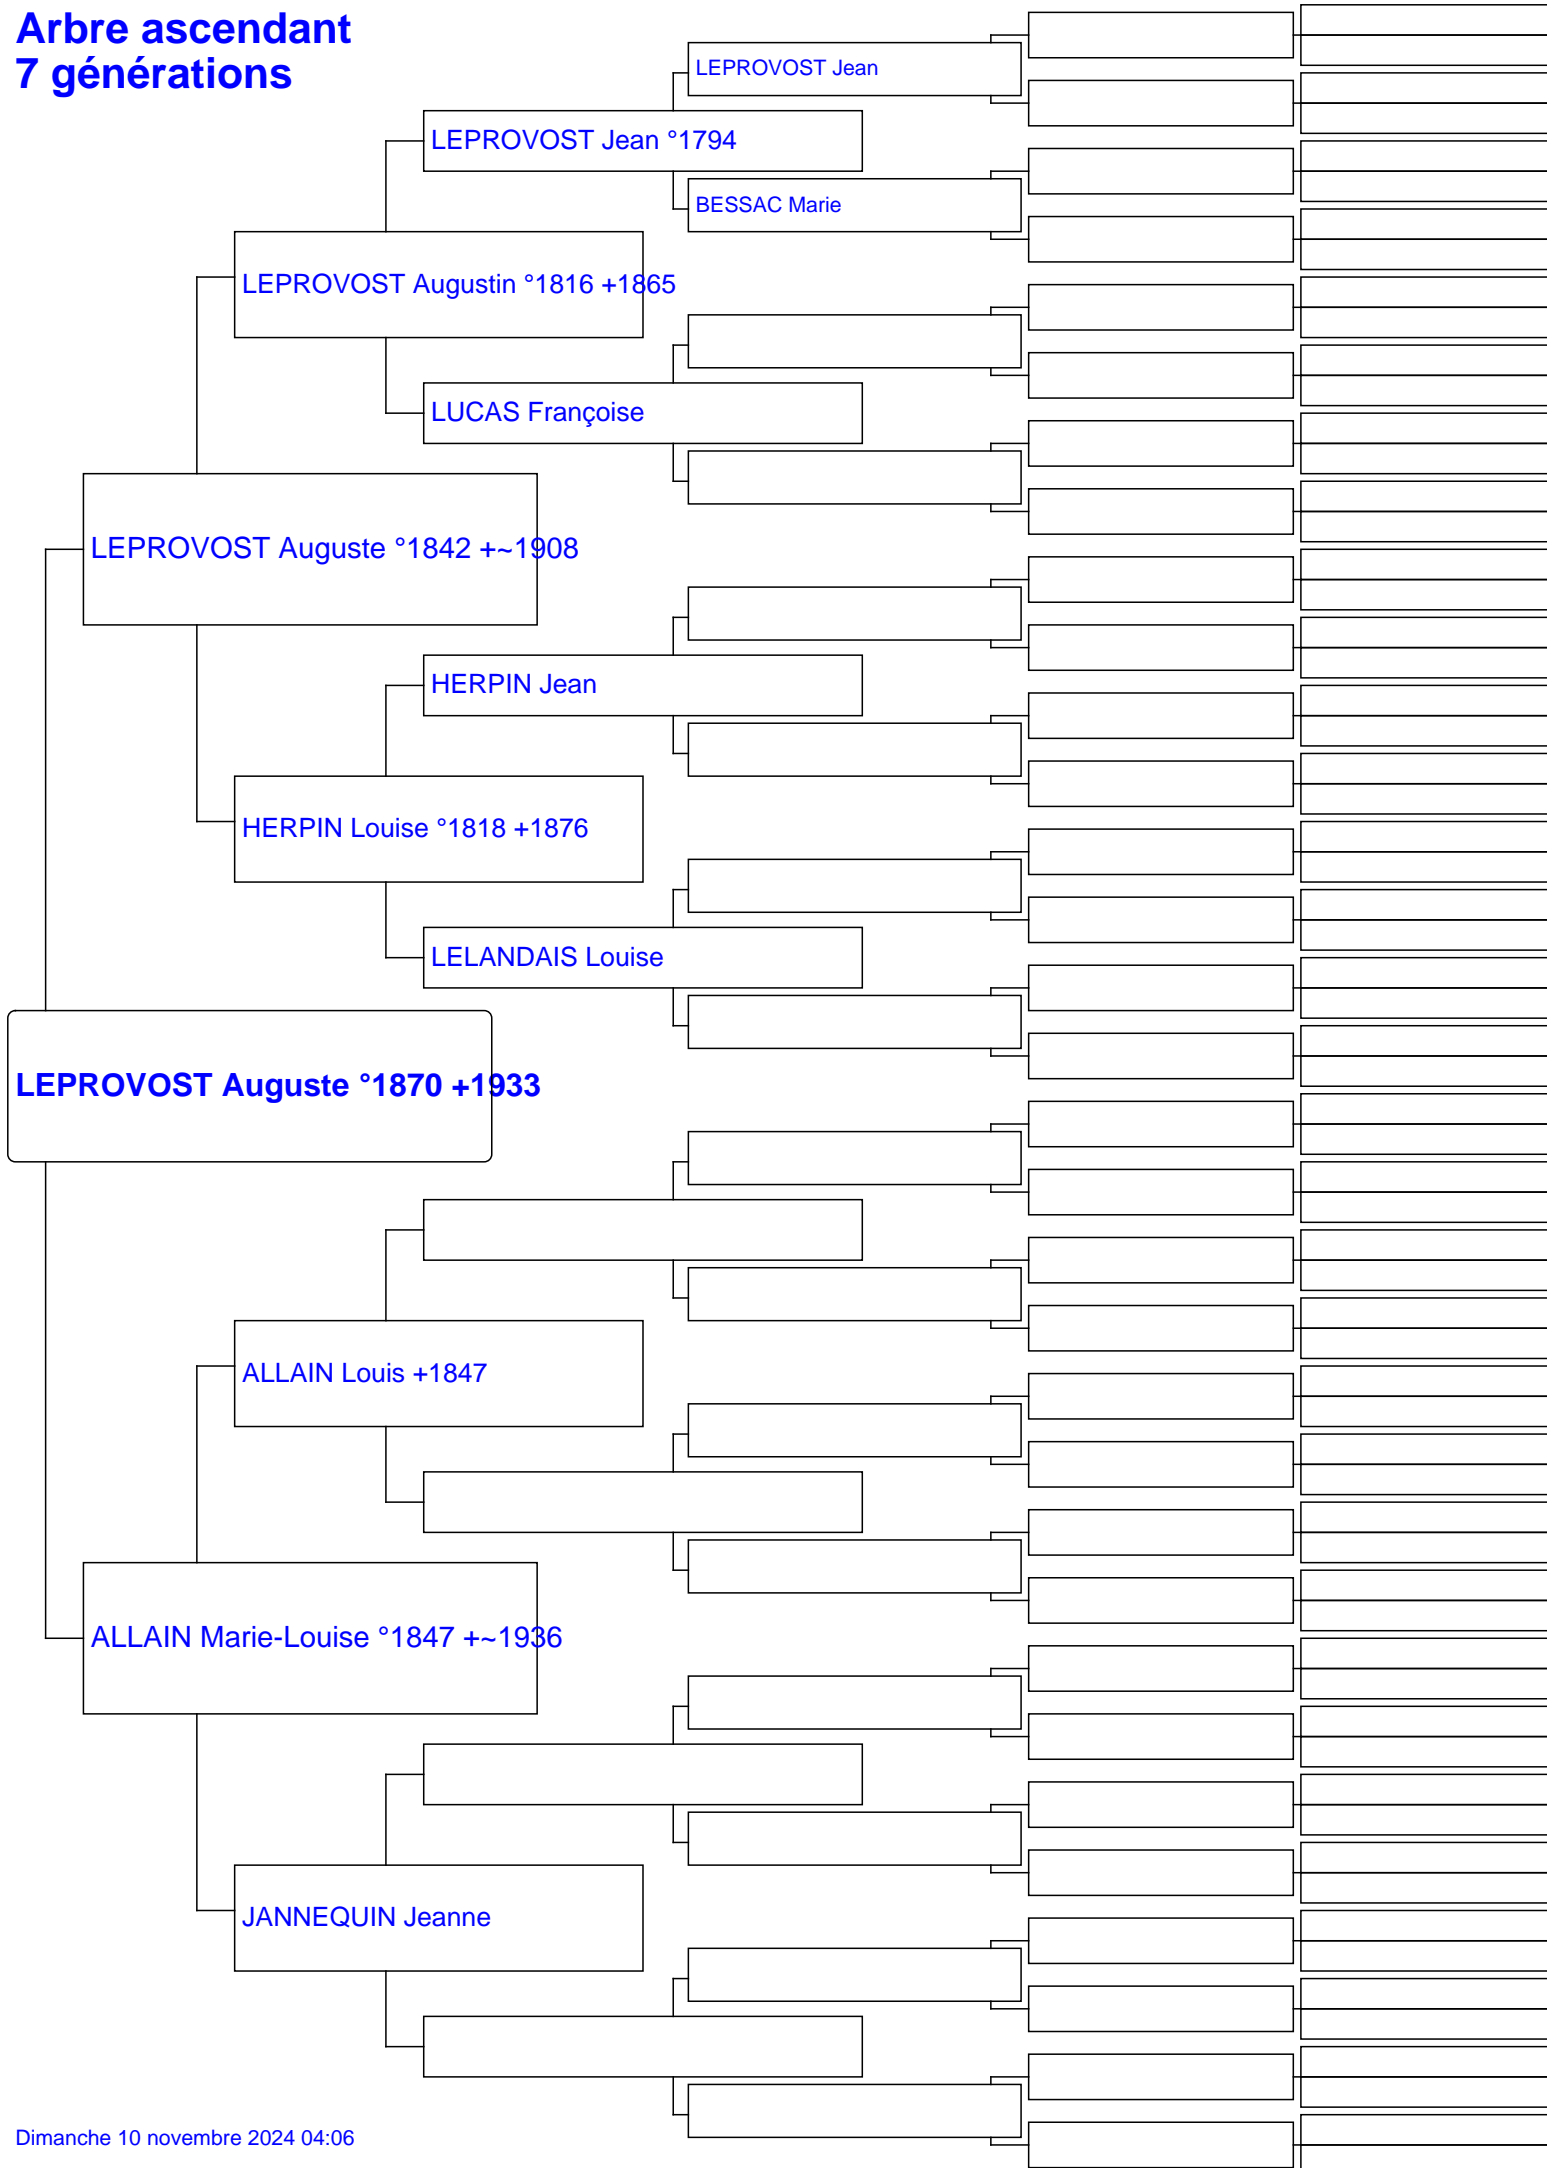 Arbre ascendant
7 générations
LEPROVOST Jean
LEPROVOST Jean °1794
BESSAC Marie
LEPROVOST Augustin °1816 +1865
LUCAS Françoise
LEPROVOST Auguste °1842 +~1908
HERPIN Jean
HERPIN Louise °1818 +1876
LELANDAIS Louise
LEPROVOST Auguste °1870 +1933
ALLAIN Louis +1847
ALLAIN Marie-Louise °1847 +~1936
JANNEQUIN Jeanne
Dimanche 10 novembre 2024 04:06